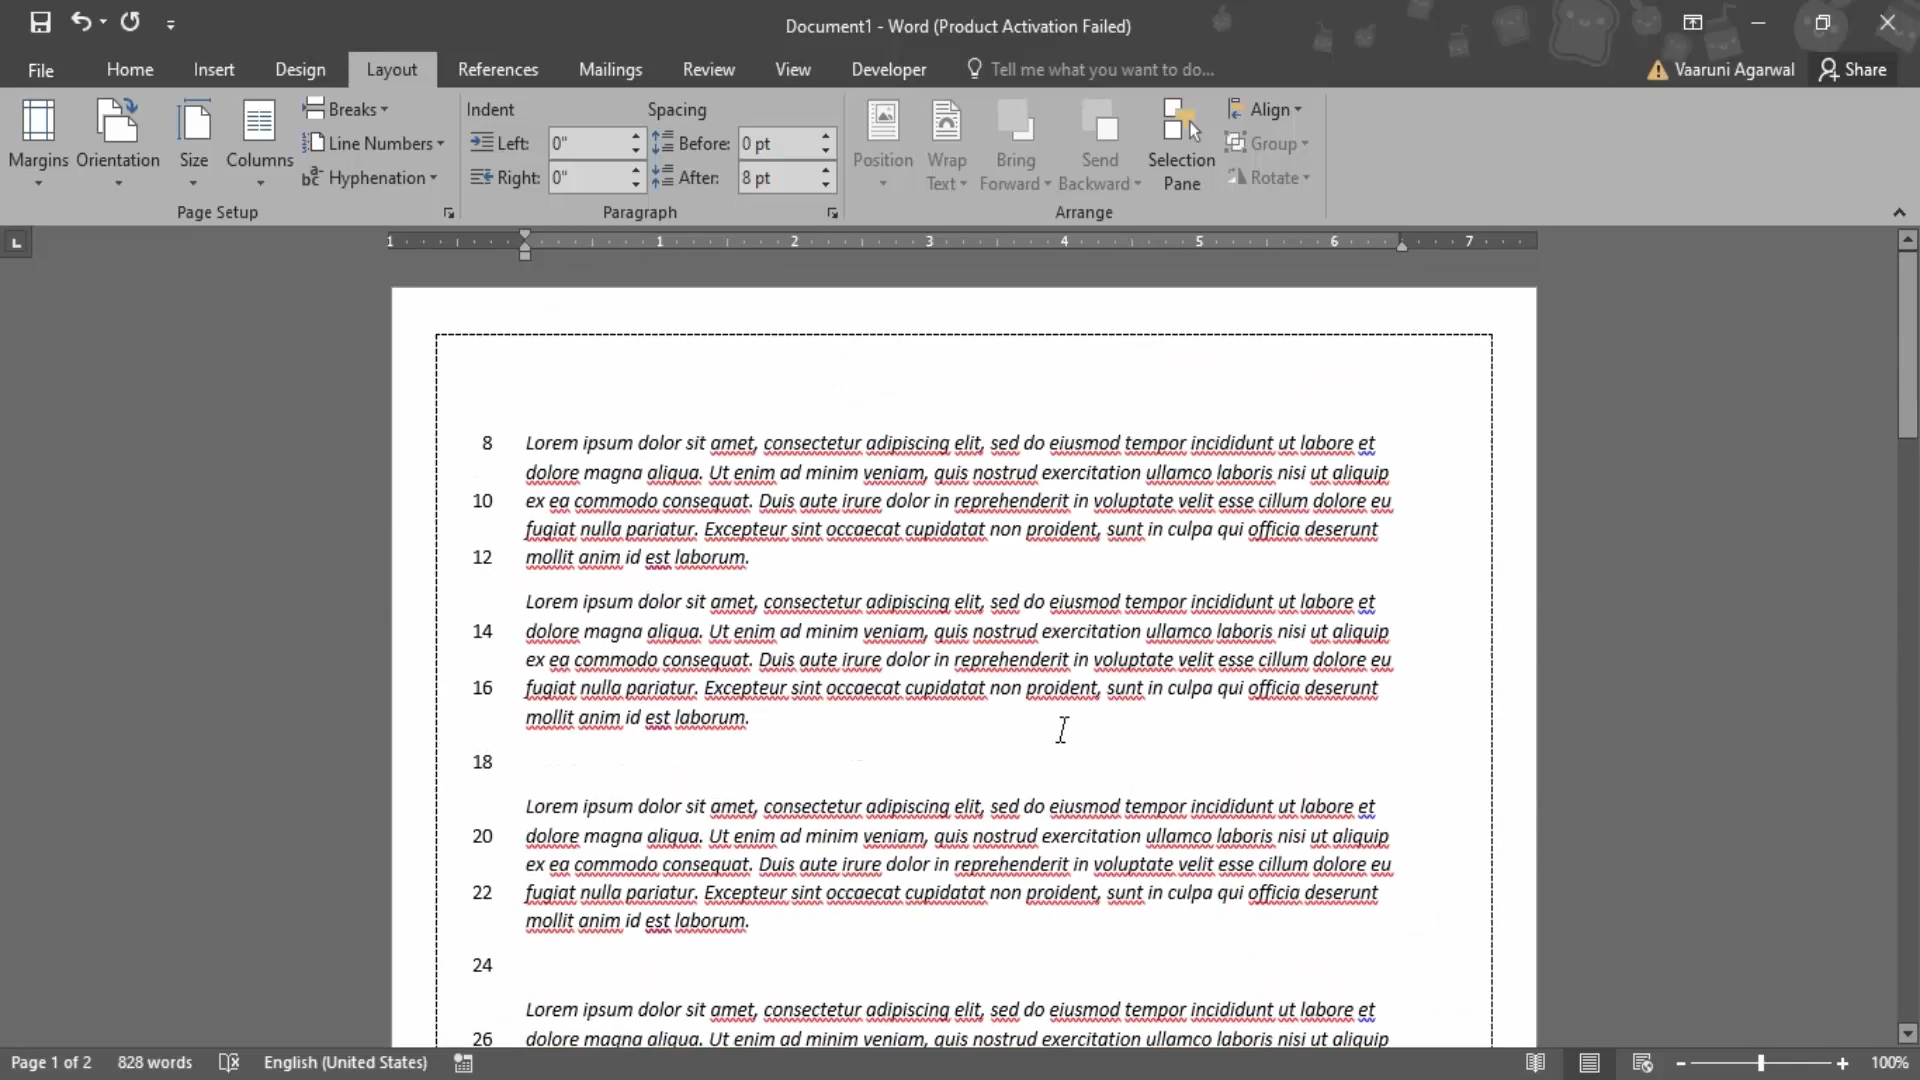 Document1 - Word (Product Activation Failed)
File Home Insert Design Layout References Mailings Review View Developer Tell me what you want to do... Vaaruni Agarwal Share
Margins Orientation Size Columns
Breaks
Line Numbers
Hyphenation
Page Setup
Indent
Left: 0"
Right: 0"
Spacing
Before: 0 pt
After: 8 pt
Paragraph
Position
Wrap Text
Bring Forward
Send Backward
Selection Pane
Align
Group
Rotate
Arrange
L
1 1 2 3 4 5 6 7
8 Lorem ipsum dolor sit amet, consectetur adipiscing elit, sed do eiusmod tempor incididunt ut labore et
dolore magna aliqua. Ut enim ad minim veniam, quis nostrud exercitation ullamco laboris nisi ut aliquip
10 ex ea commodo consequat. Duis aute irure dolor in reprehenderit in voluptate velit esse cillum dolore eu
fugiat nulla pariatur. Excepteur sint occaecat cupidatat non proident, sunt in culpa qui officia deserunt
12 mollit anim id est laborum.
Lorem ipsum dolor sit amet, consectetur adipiscing elit, sed do eiusmod tempor incididunt ut labore et
14 dolore magna aliqua. Ut enim ad minim veniam, quis nostrud exercitation ullamco laboris nisi ut aliquip
ex ea commodo consequat. Duis aute irure dolor in reprehenderit in voluptate velit esse cillum dolore eu
16 fugiat nulla pariatur. Excepteur sint occaecat cupidatat non proident, sunt in culpa qui officia deserunt
mollit anim id est laborum.
18
Lorem ipsum dolor sit amet, consectetur adipiscing elit, sed do eiusmod tempor incididunt ut labore et
20 dolore magna aliqua. Ut enim ad minim veniam, quis nostrud exercitation ullamco laboris nisi ut aliquip
ex ea commodo consequat. Duis aute irure dolor in reprehenderit in voluptate velit esse cillum dolore eu
22 fugiat nulla pariatur. Excepteur sint occaecat cupidatat non proident, sunt in culpa qui officia deserunt
mollit anim id est laborum.
24
Lorem ipsum dolor sit amet, consectetur adipiscing elit, sed do eiusmod tempor incididunt ut labore et
26 dolore magna aliqua. Ut enim ad minim veniam, quis nostrud exercitation ullamco laboris nisi ut aliquip
Page 1 of 2 828 words English (United States) 100%